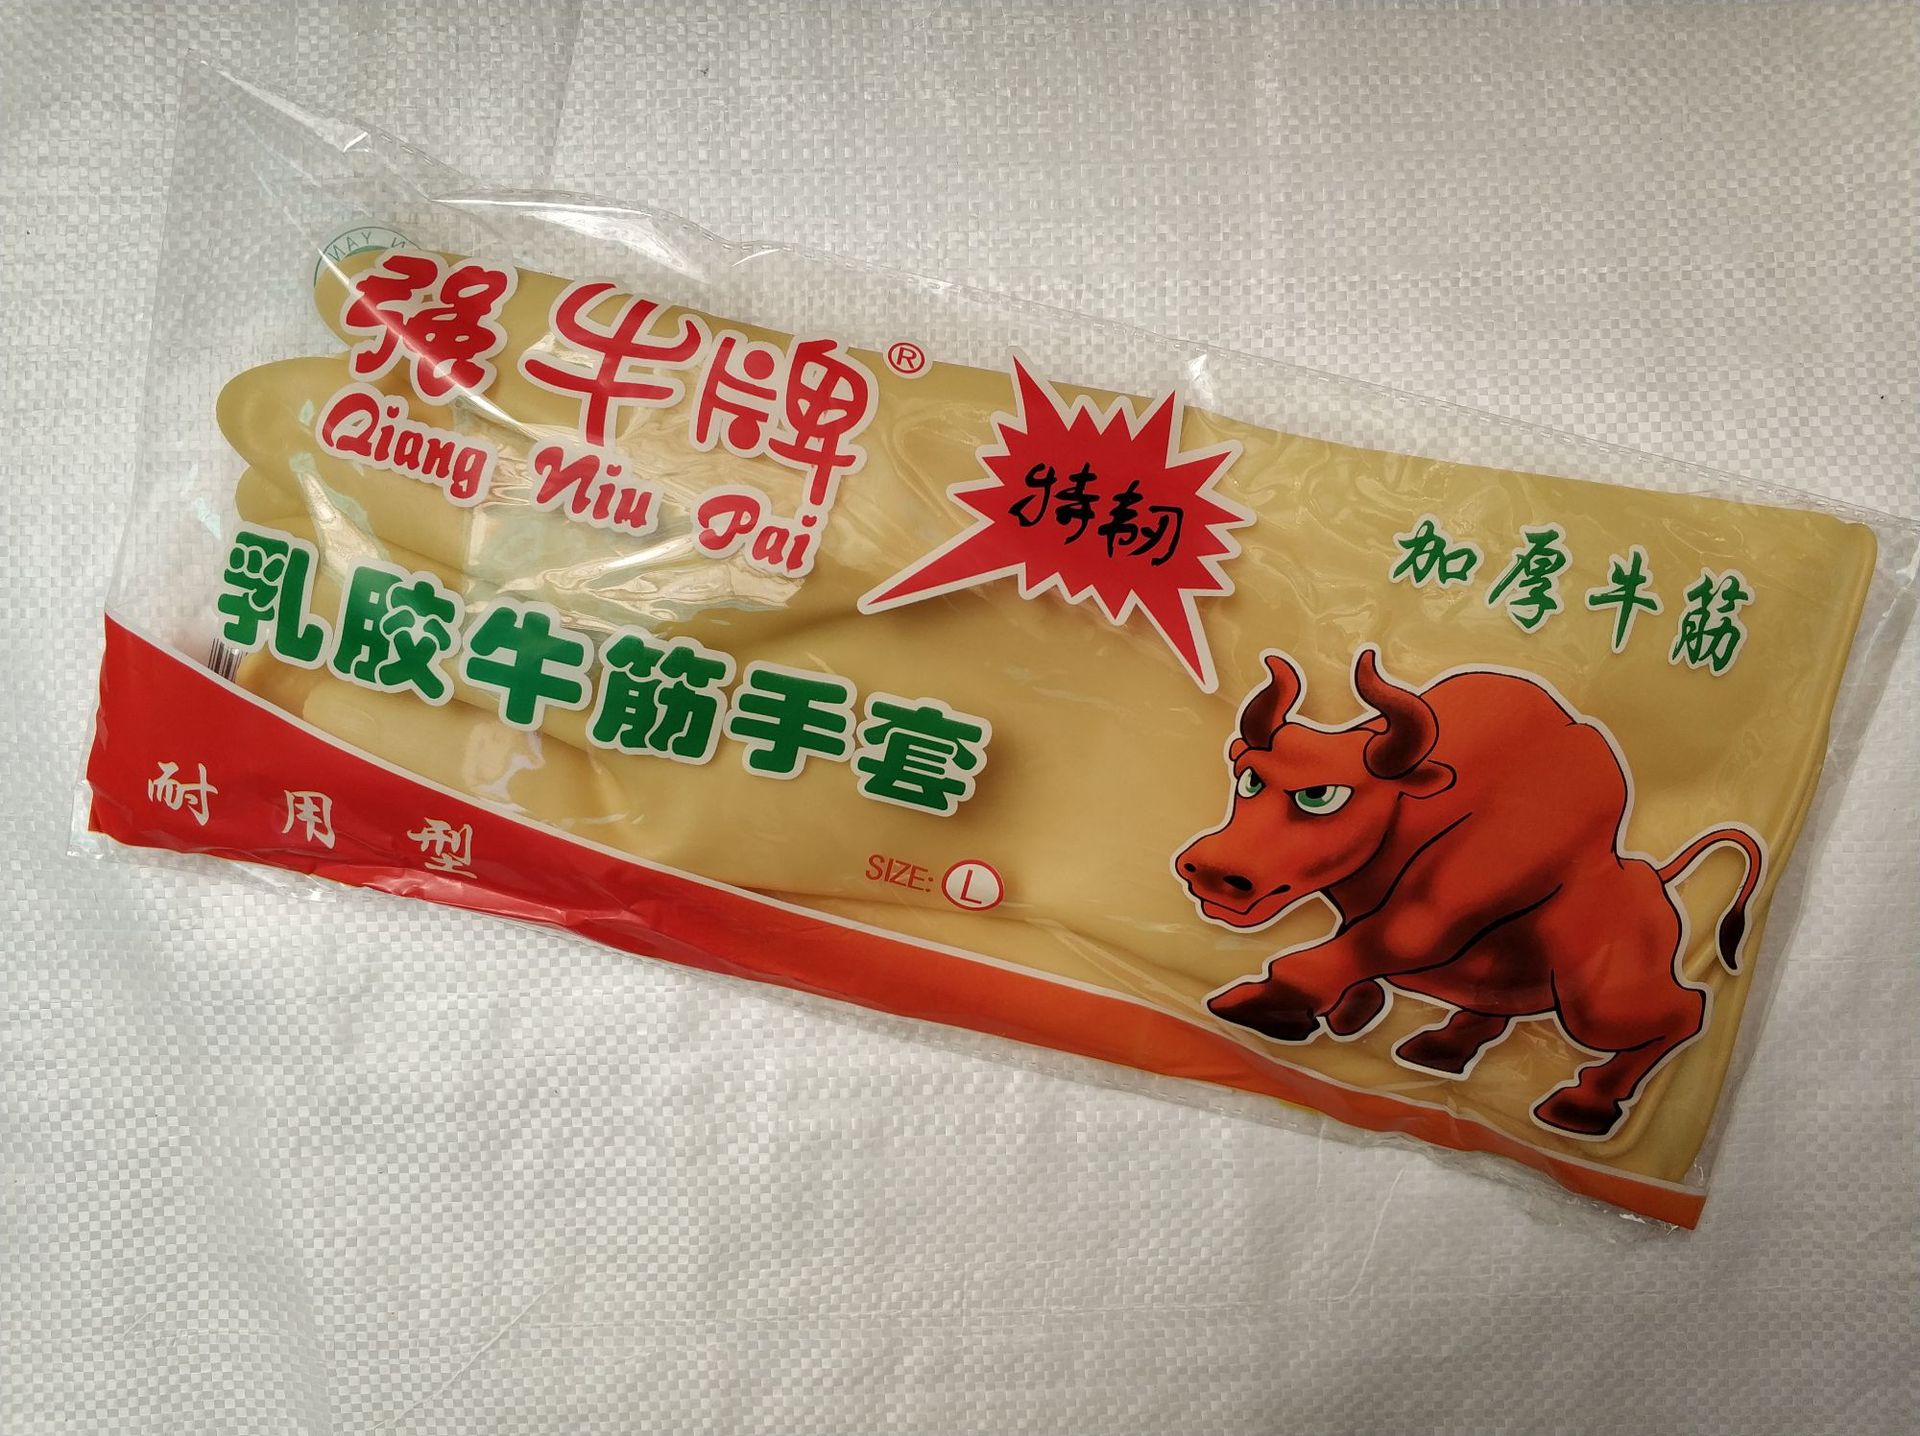 强牛牌®
Qiang Niu Pai
特韧
加厚牛筋
乳胶牛筋手套
耐用型
SIZE: L